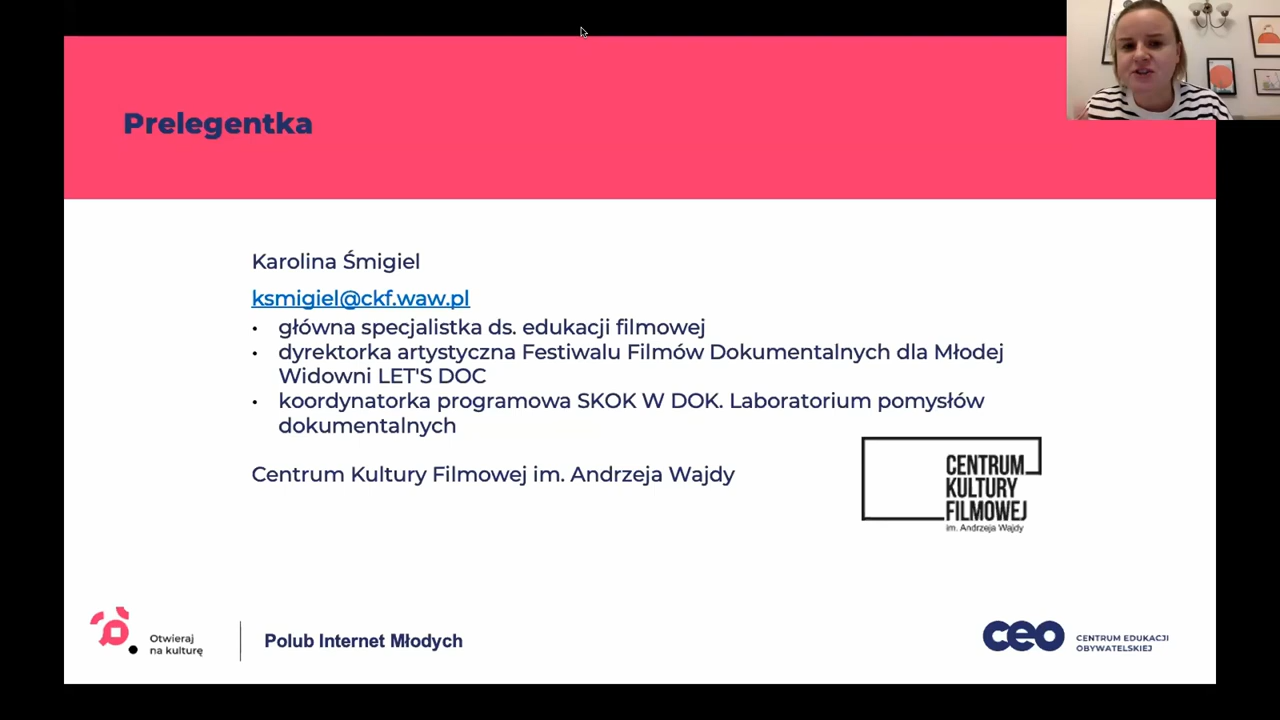 Prelegentka
Karolina Śmigiel
ksmigiel@ckf.waw.pl
• główna specjalistka ds. edukacji filmowej
• dyrektorka artystyczna Festiwalu Filmów Dokumentalnych dla Młodej
Widowni LET'S DOC
• koordynatorka programowa SKOK W DOK. Laboratorium pomysłów
dokumentalnych
Centrum Kultury Filmowej im. Andrzeja Wajdy
CENTRUM
KULTURY
FILMOWEJ
im. Andrzeja Wajdy
Otwieraj
na kulturę
Polub Internet Młodych
ceo
CENTRUM EDUKACJI
OBYWATELSKIEJ